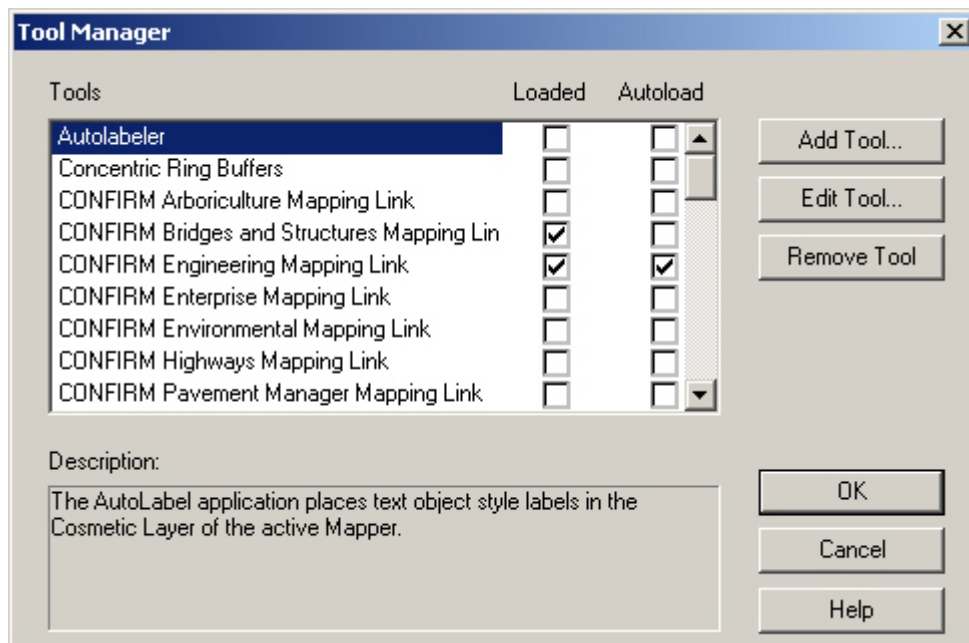 Tool Manager
Tools Loaded Autoload
Autolabeler
Concentric Ring Buffers
CONFIRM Arboriculture Mapping Link
CONFIRM Bridges and Structures Mapping Lin
CONFIRM Engineering Mapping Link
CONFIRM Enterprise Mapping Link
CONFIRM Environmental Mapping Link
CONFIRM Highways Mapping Link
CONFIRM Pavement Manager Mapping Link
Add Tool...
Edit Tool...
Remove Tool
Description:
The AutoLabel application places text object style labels in the
Cosmetic Layer of the active Mapper.
OK
Cancel
Help